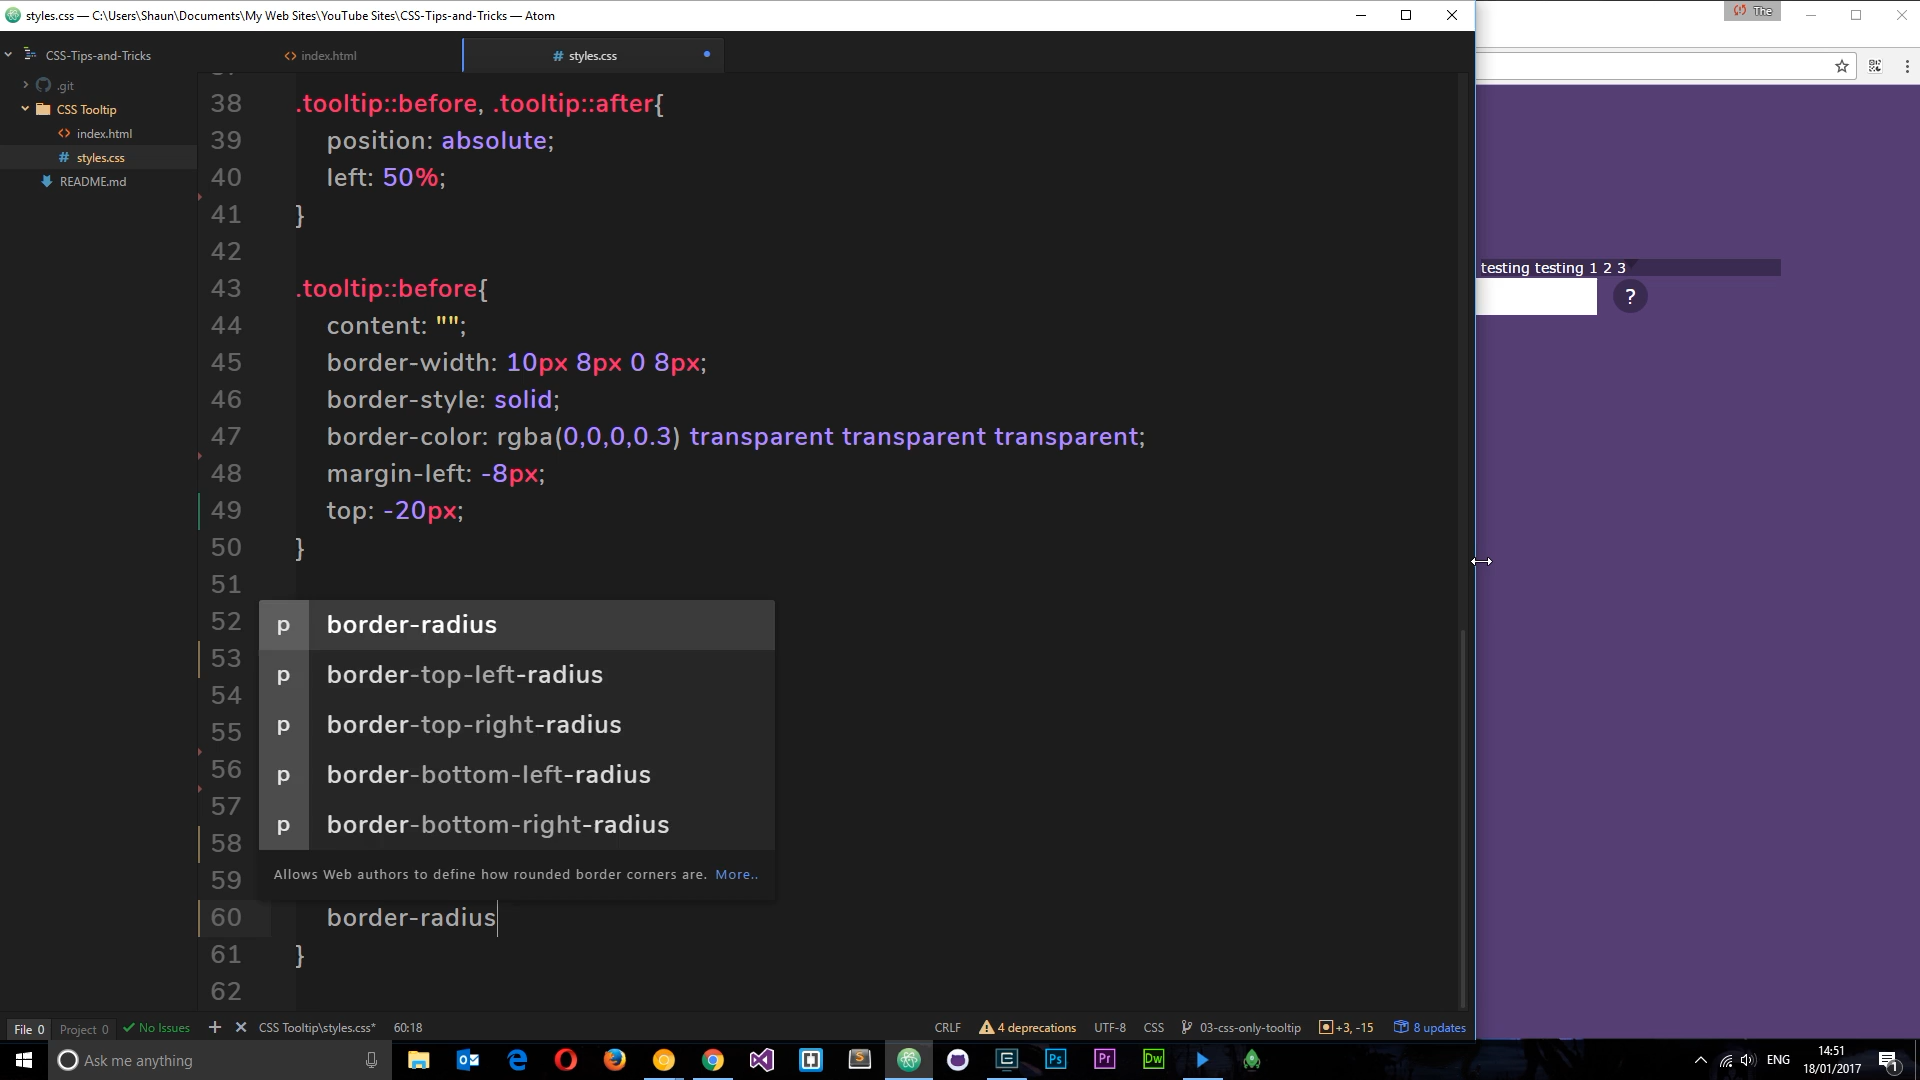 styles.css — C:\Users\Shaun\Documents\My Web Sites\YouTube Sites\CSS-Tips-and-Tricks — Atom
The
CSS-Tips-and-Tricks
index.html
styles.css
.git
CSS Tooltip
index.html
styles.css
README.md
38 .tooltip::before, .tooltip::after{
39 position: absolute;
40 left: 50%;
41 }
42
43 .tooltip::before{
44 content: "";
45 border-width: 10px 8px 0 8px;
46 border-style: solid;
47 border-color: rgba(0,0,0,0.3) transparent transparent transparent;
48 margin-left: -8px;
49 top: -20px;
50 }
51
52
53
54
55
56
57
58
59
p border-radius
p border-top-left-radius
p border-top-right-radius
p border-bottom-left-radius
p border-bottom-right-radius
Allows Web authors to define how rounded border corners are. More..
60 border-radius
61 }
62
testing testing 1 2 3
?
File 0 Project 0 No Issues CSS Tooltip\styles.css* 60:18 CRLF 4 deprecations UTF-8 CSS 03-css-only-tooltip +3, -15 8 updates
Ask me anything
Ps Pr Dw
ENG
14:51
18/01/2017
1